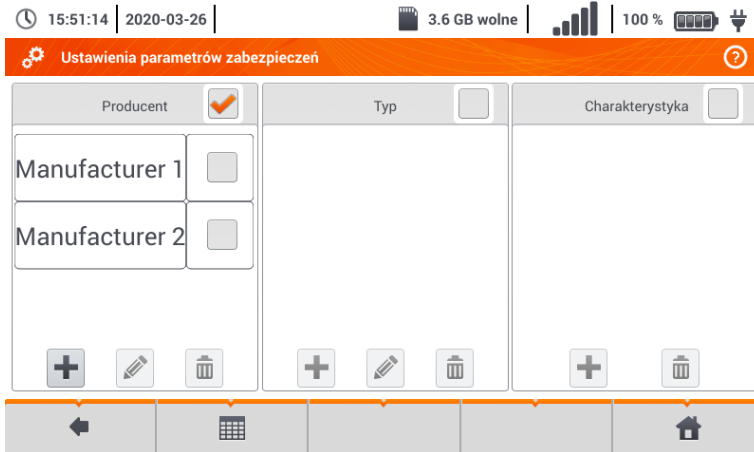 15:51:14 2020-03-26 3.6 GB wolne 100 %
Ustawienia parametrów zabezpieczeń ?
Producent Typ Charakterystyka
Manufacturer 1
Manufacturer 2